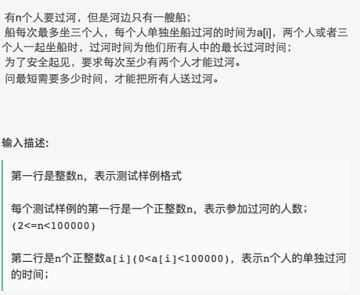 有n个人要过河，但是河边只有一艘船；
船每次最多坐三个人，每个人单独坐船过河的时间为a[i]，两个人或者三
个人一起坐船时，过河时间为他们所有人中的最长过河时间；
为了安全起见，要求每次至少有两个人才能过河。
问最短需要多少时间，才能把所有人送过河。
输入描述:
第一行是整数n，表示测试样例格式
每个测试样例的第一行是一个正整数n，表示参加过河的人数；
(2<=n<100000)
第二行是n个正整数a[i](0<a[i]<100000)，表示n个人的单独过河
的时间；